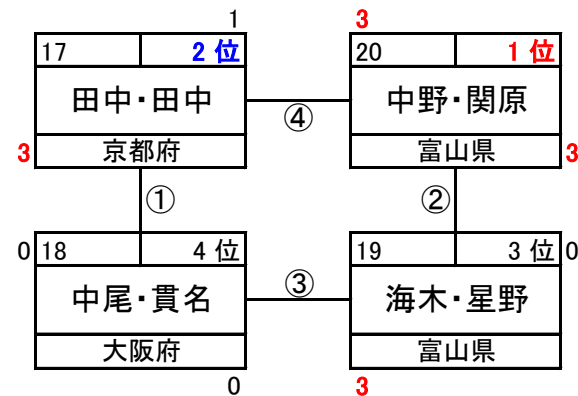 1 3
17 2 位 20 1 位
田中・田中 ④ 中野・関原
3 京都府 富山県 3
① ②
0 18 4 位 19 3 位 0
中尾・貫名 ③ 海木・星野
大阪府 富山県
0 3